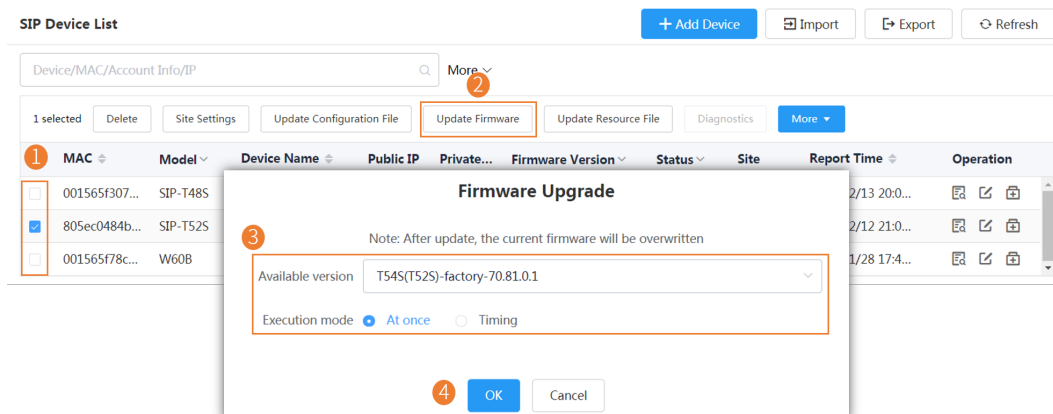 SIP Device List
+ Add Device
Import
Export
Refresh
Device/MAC/Account Info/IP
More
2
1 selected
Delete
Site Settings
Update Configuration File
Update Firmware
Update Resource File
Diagnostics
More
1
MAC
Model
Device Name
Public IP
Private...
Firmware Version
Status
Site
Report Time
Operation
001565f307...
SIP-T48S
2/13 20:0...
805ec0484b...
SIP-T52S
2/12 21:0...
001565f78c...
W60B
1/28 17:4...
Firmware Upgrade
Note: After update, the current firmware will be overwritten
3
Available version
T54S(T52S)-factory-70.81.0.1
Execution mode
At once
Timing
4
OK
Cancel